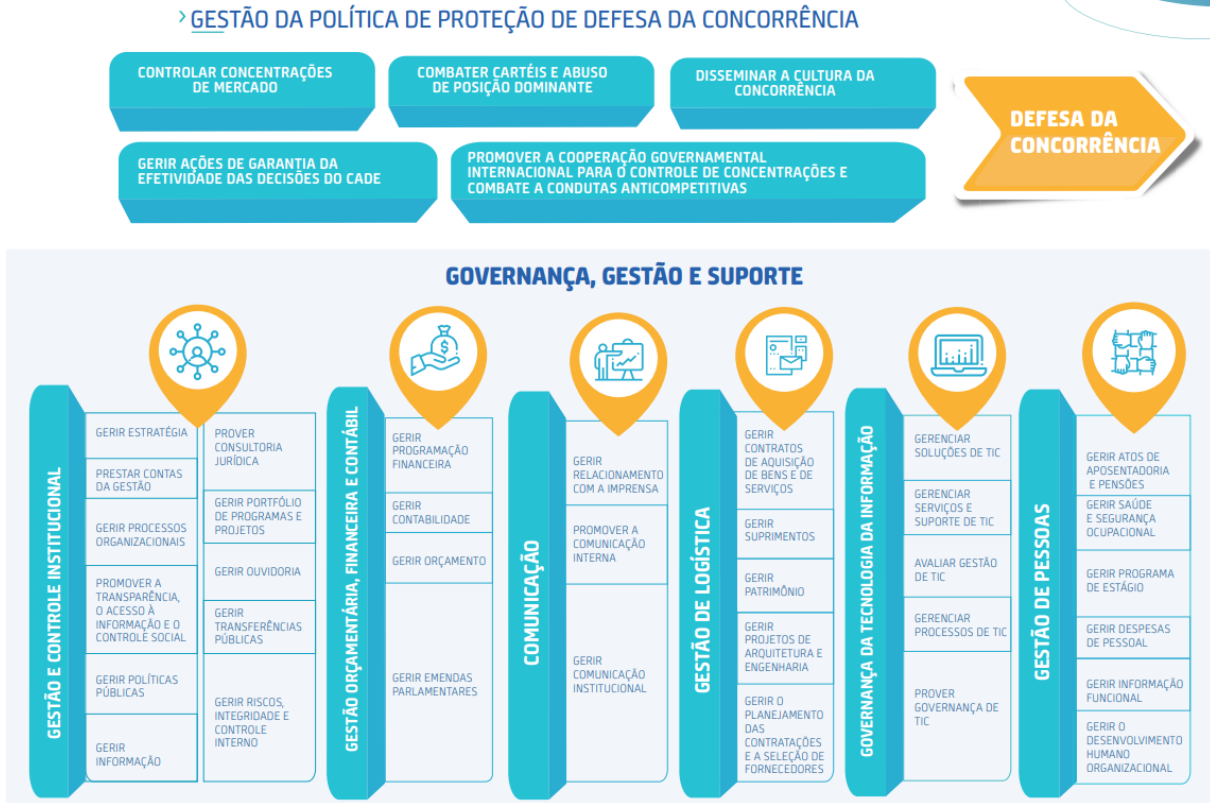 GESTÃO DA POLÍTICA DE PROTEÇÃO DE DEFESA DA CONCORRÊNCIA
CONTROLAR CONCENTRAÇÕES
DE MERCADO
COMBATER CARTÉIS E ABUSO
DE POSIÇÃO DOMINANTE
DISSEMINAR A CULTURA DA
CONCORRÊNCIA
GERIR AÇÕES DE GARANTIA DA
EFETIVIDADE DAS DECISÕES DO CADE
PROMOVER A COOPERAÇÃO GOVERNAMENTAL
INTERNACIONAL PARA O CONTROLE DE CONCENTRAÇÕES E
COMBATE A CONDUTAS ANTICOMPETITIVAS
DEFESA DA
CONCORRÊNCIA
GOVERNANÇA, GESTÃO E SUPORTE
GESTÃO E CONTROLE INSTITUCIONAL
GERIR ESTRATÉGIA
PRESTAR CONTAS
DA GESTÃO
GERIR PROCESSOS
ORGANIZACIONAIS
PROMOVER A
TRANSPARÊNCIA,
O ACESSO À
INFORMAÇÃO E O
CONTROLE SOCIAL
GERIR POLÍTICAS
PÚBLICAS
GERIR
INFORMAÇÃO
PROVER
CONSULTORIA
JURÍDICA
GERIR PORTFÓLIO
DE PROGRAMAS E
PROJETOS
GERIR OUVIDORIA
GERIR
TRANSFERÊNCIAS
PÚBLICAS
GERIR RISCOS,
INTEGRIDADE E
CONTROLE
INTERNO
GESTÃO ORÇAMENTÁRIA, FINANCEIRA E CONTÁBIL
GERIR
PROGRAMAÇÃO
FINANCEIRA
GERIR
CONTABILIDADE
GERIR ORÇAMENTO
GERIR EMENDAS
PARLAMENTARES
COMUNICAÇÃO
GERIR
RELACIONAMENTO
COM A IMPRENSA
PROMOVER A
COMUNICAÇÃO
INTERNA
GERIR
COMUNICAÇÃO
INSTITUCIONAL
GESTÃO DE LOGÍSTICA
GERIR
CONTRATOS
DE AQUISIÇÃO
DE BENS E DE
SERVIÇOS
GERIR
SUPRIMENTOS
GERIR
PATRIMÔNIO
GERIR
PROJETOS DE
ARQUITETURA E
ENGENHARIA
GERIR O
PLANEJAMENTO
DAS
CONTRATAÇÕES
E A SELEÇÃO DE
FORNECEDORES
GOVERNANÇA DA TECNOLOGIA DA INFORMAÇÃO
GERENCIAR
SOLUÇÕES DE TIC
GERENCIAR
SERVIÇOS E
SUPORTE DE TIC
AVALIAR GESTÃO
DE TIC
GERENCIAR
PROCESSOS DE TIC
PROVER
GOVERNANÇA DE
TIC
GESTÃO DE PESSOAS
GERIR ATOS DE
APOSENTADORIA
E PENSÕES
GERIR SAÚDE
E SEGURANÇA
OCUPACIONAL
GERIR PROGRAMA
DE ESTÁGIO
GERIR DESPESAS
DE PESSOAL
GERIR INFORMAÇÃO
FUNCIONAL
GERIR O
DESENVOLVIMENTO
HUMANO
ORGANIZACIONAL